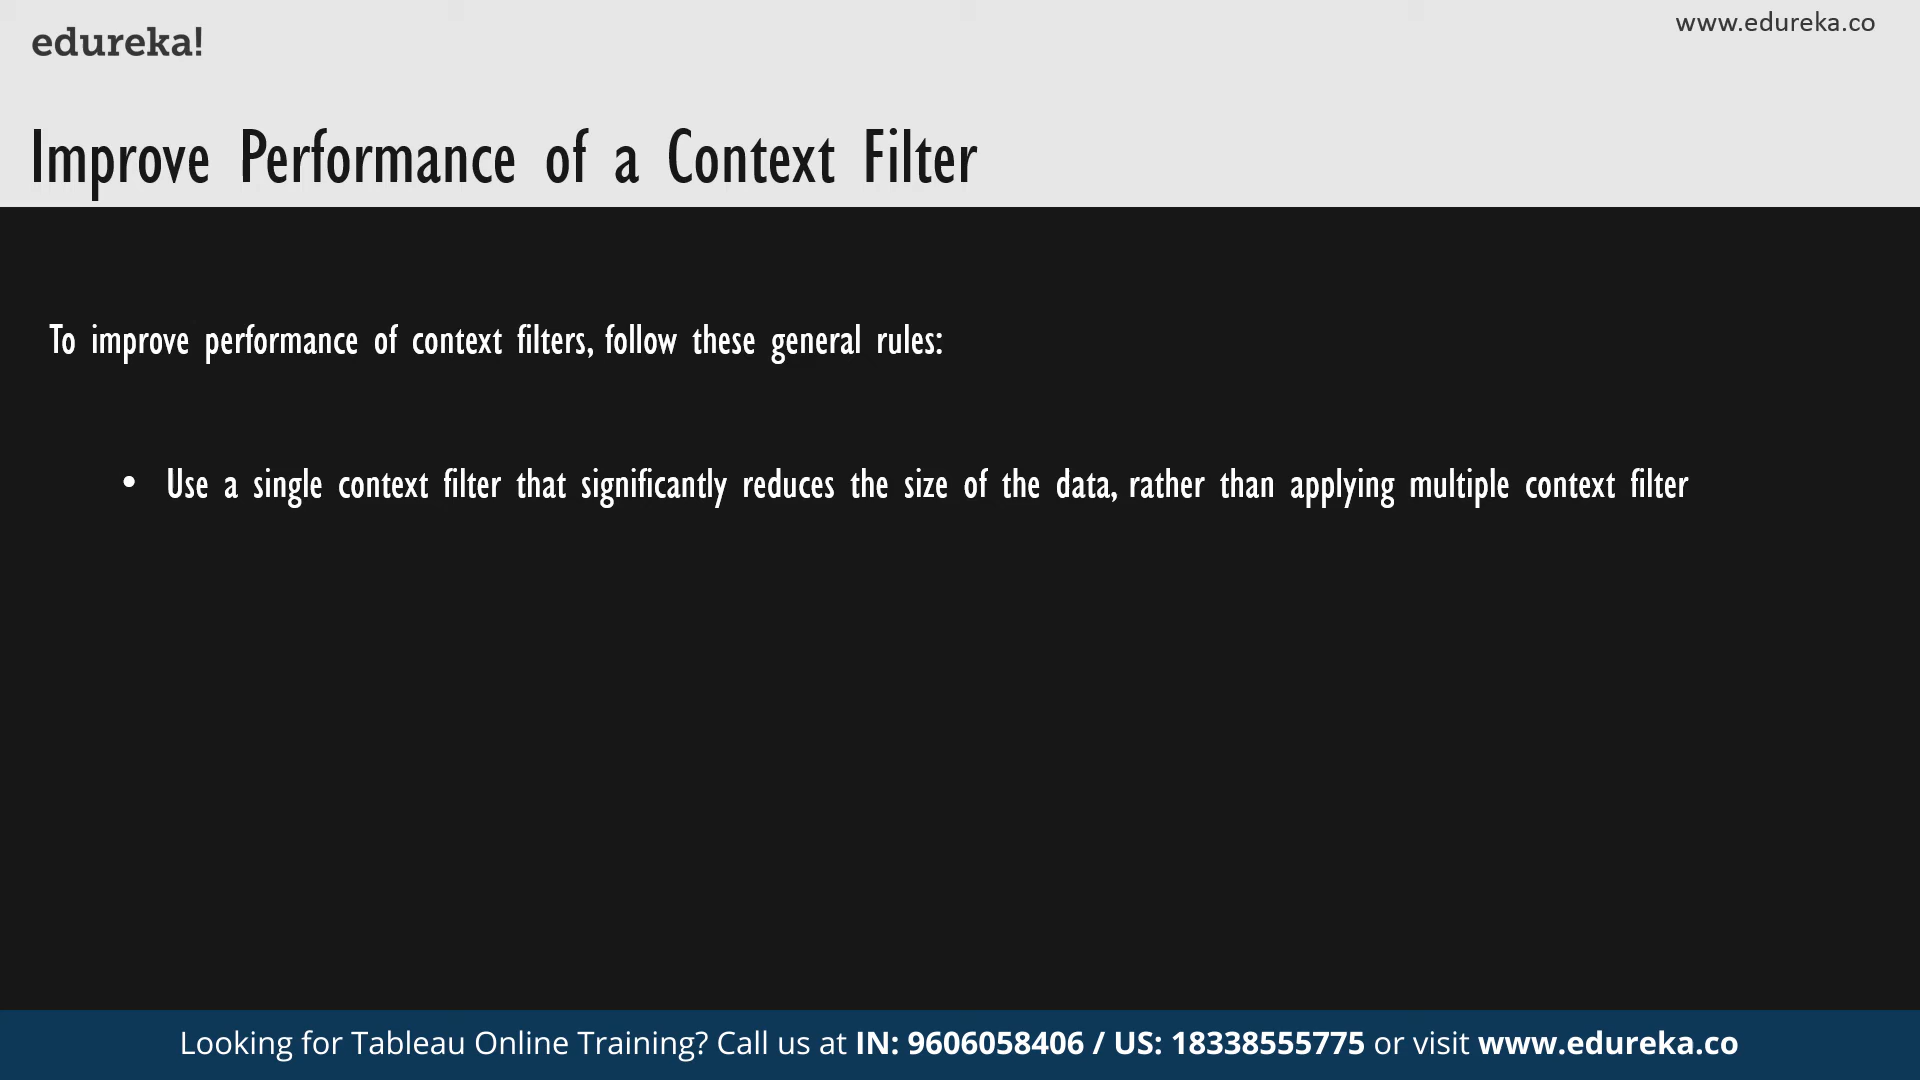 edureka!
www.edureka.co
Improve Performance of a Context Filter
To improve performance of context filters, follow these general rules:
• Use a single context filter that significantly reduces the size of the data, rather than applying multiple context filter
Looking for Tableau Online Training? Call us at IN: 9606058406 / US: 18338555775 or visit www.edureka.co